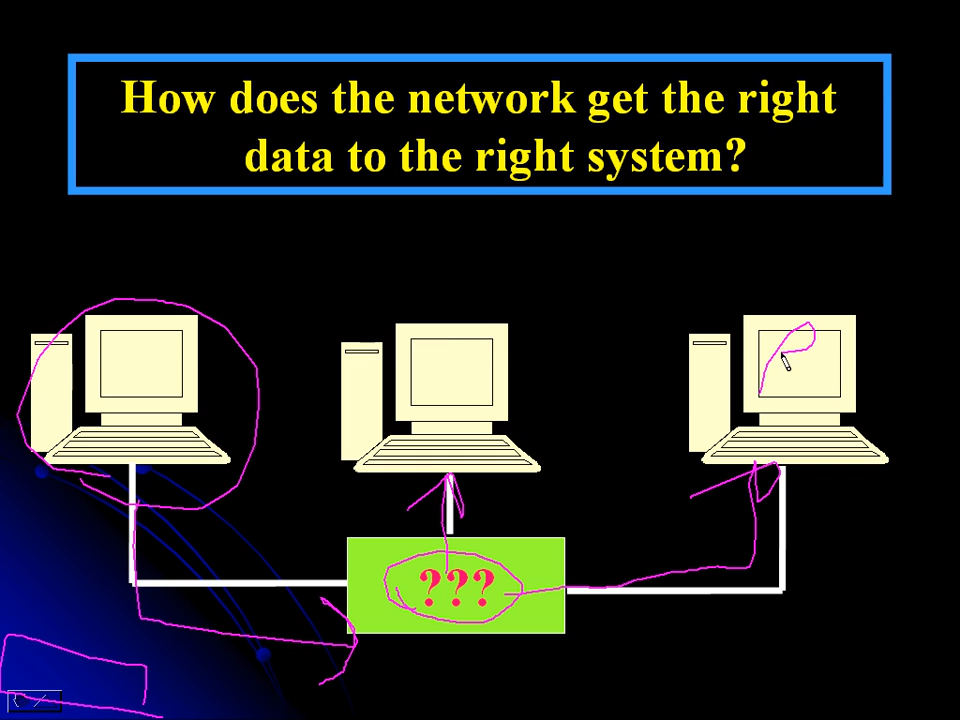 How does the network get the right
data to the right system?
???